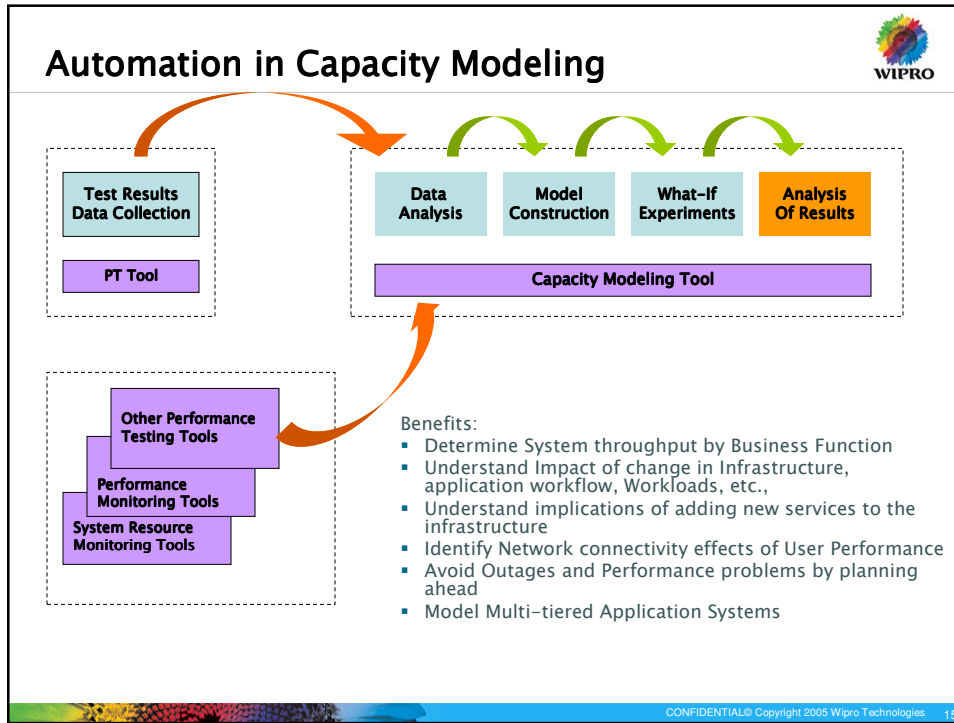 Automation in Capacity Modeling
WIPRO
Test Results
Data Collection
PT Tool
Data
Analysis
Model
Construction
What-If
Experiments
Analysis
Of Results
Capacity Modeling Tool
Other Performance
Testing Tools
Performance
Monitoring Tools
System Resource
Monitoring Tools
Benefits:
▪ Determine System throughput by Business Function
▪ Understand Impact of change in Infrastructure,
application workflow, Workloads, etc.,
▪ Understand implications of adding new services to the
infrastructure
▪ Identify Network connectivity effects of User Performance
▪ Avoid Outages and Performance problems by planning
ahead
▪ Model Multi-tiered Application Systems
CONFIDENTIAL© Copyright 2005 Wipro Technologies 15